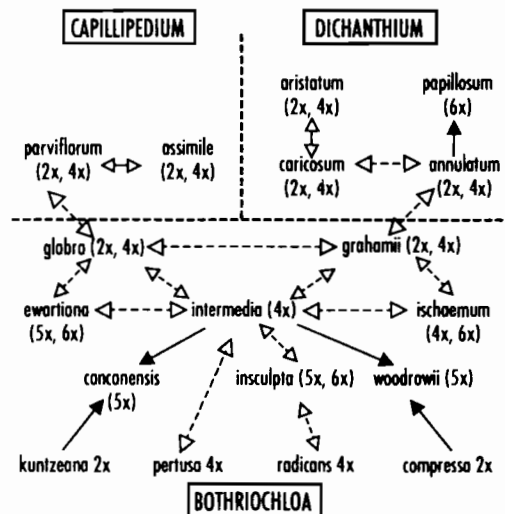 CAPILLIPEDIUM DICHANTHIUM
aristatum papillosum
(2x, 4x) (6x)
parviflorum assimile
(2x, 4x) (2x, 4x)
caricosum annulatum
(2x, 4x) (2x, 4x)
glabra (2x, 4x) grahamii (2x, 4x)
ewartiana intermedia (4x) ischaemum
(5x, 6x) (4x, 6x)
concanensis insculpta (5x, 6x) woodrowii (5x)
(5x)
kuntzeana 2x pertusa 4x radicans 4x compressa 2x
BOTHRIOCHLOA